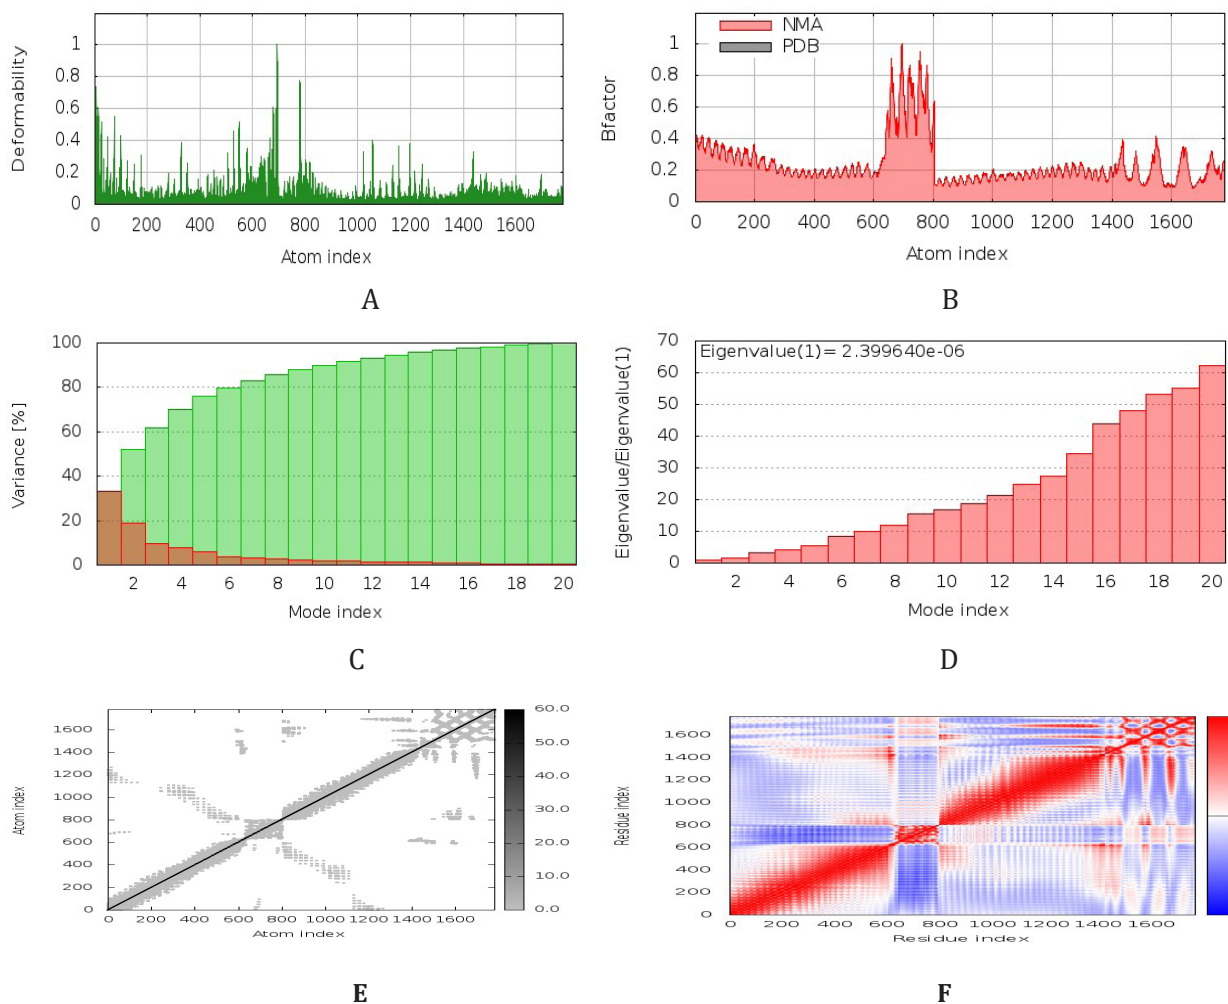 1
0.8
0.6
0.4
0.2
0
Deformability
0 200 400 600 800 1000 1200 1400 1600
Atom index
A
NMA
PDB
1
0.8
0.6
0.4
0.2
0
Bfactor
0 200 400 600 800 1000 1200 1400 1600
Atom index
B
100
80
60
40
20
0
Variance [%]
2 4 6 8 10 12 14 16 18 20
Mode index
C
Eigenvalue(1)= 2.399640e-06
70
60
50
40
30
20
10
0
Eigenvalue/Eigenvalue(1)
2 4 6 8 10 12 14 16 18 20
Mode index
D
1600
1400
1200
1000
800
600
400
200
0
Atom index
0 200 400 600 800 1000 1200 1400 1600
Atom index
60.0
50.0
40.0
30.0
20.0
10.0
0.0
E
1600
1400
1200
1000
800
600
400
200
0
Residue index
0 200 400 600 800 1000 1200 1400 1600
Residue index
F